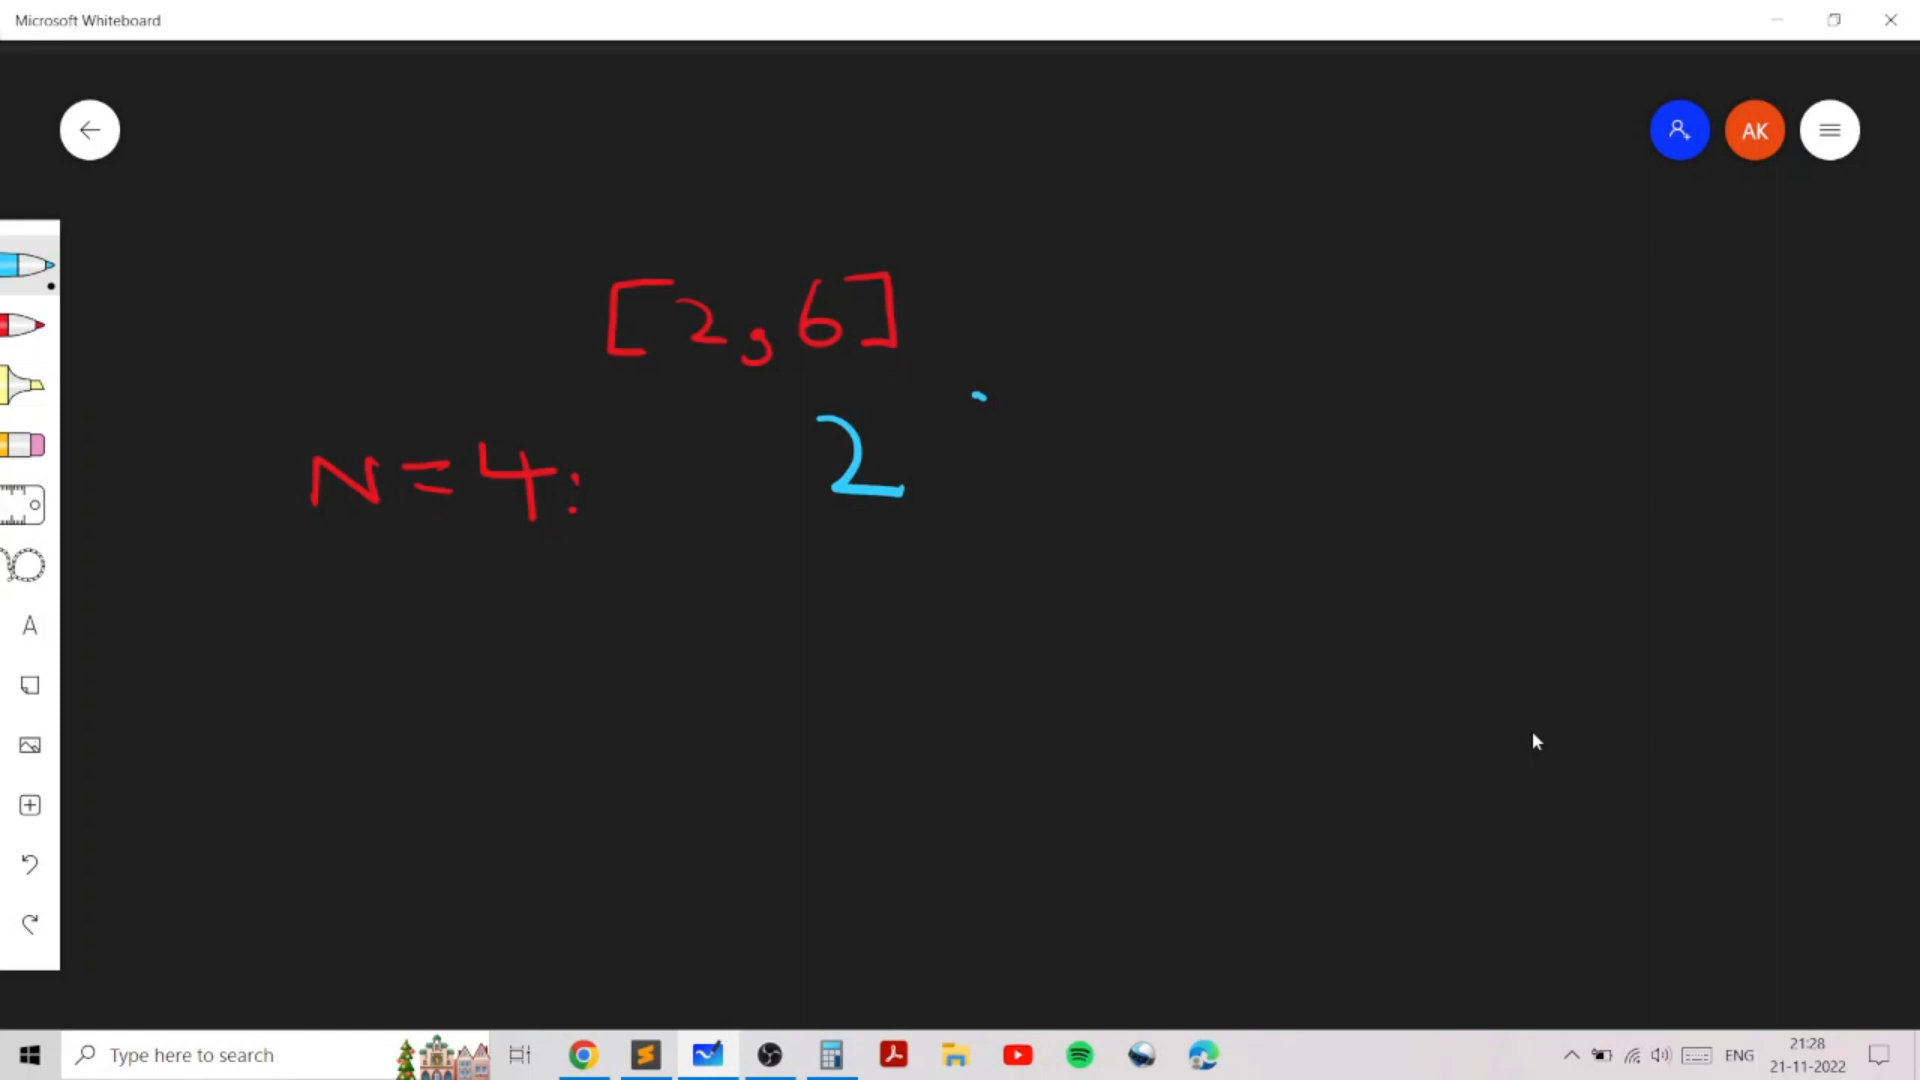 Microsoft Whiteboard
AK
[2,6]
N=4: 2
A
Type here to search
ENG
21:28
21-11-2022